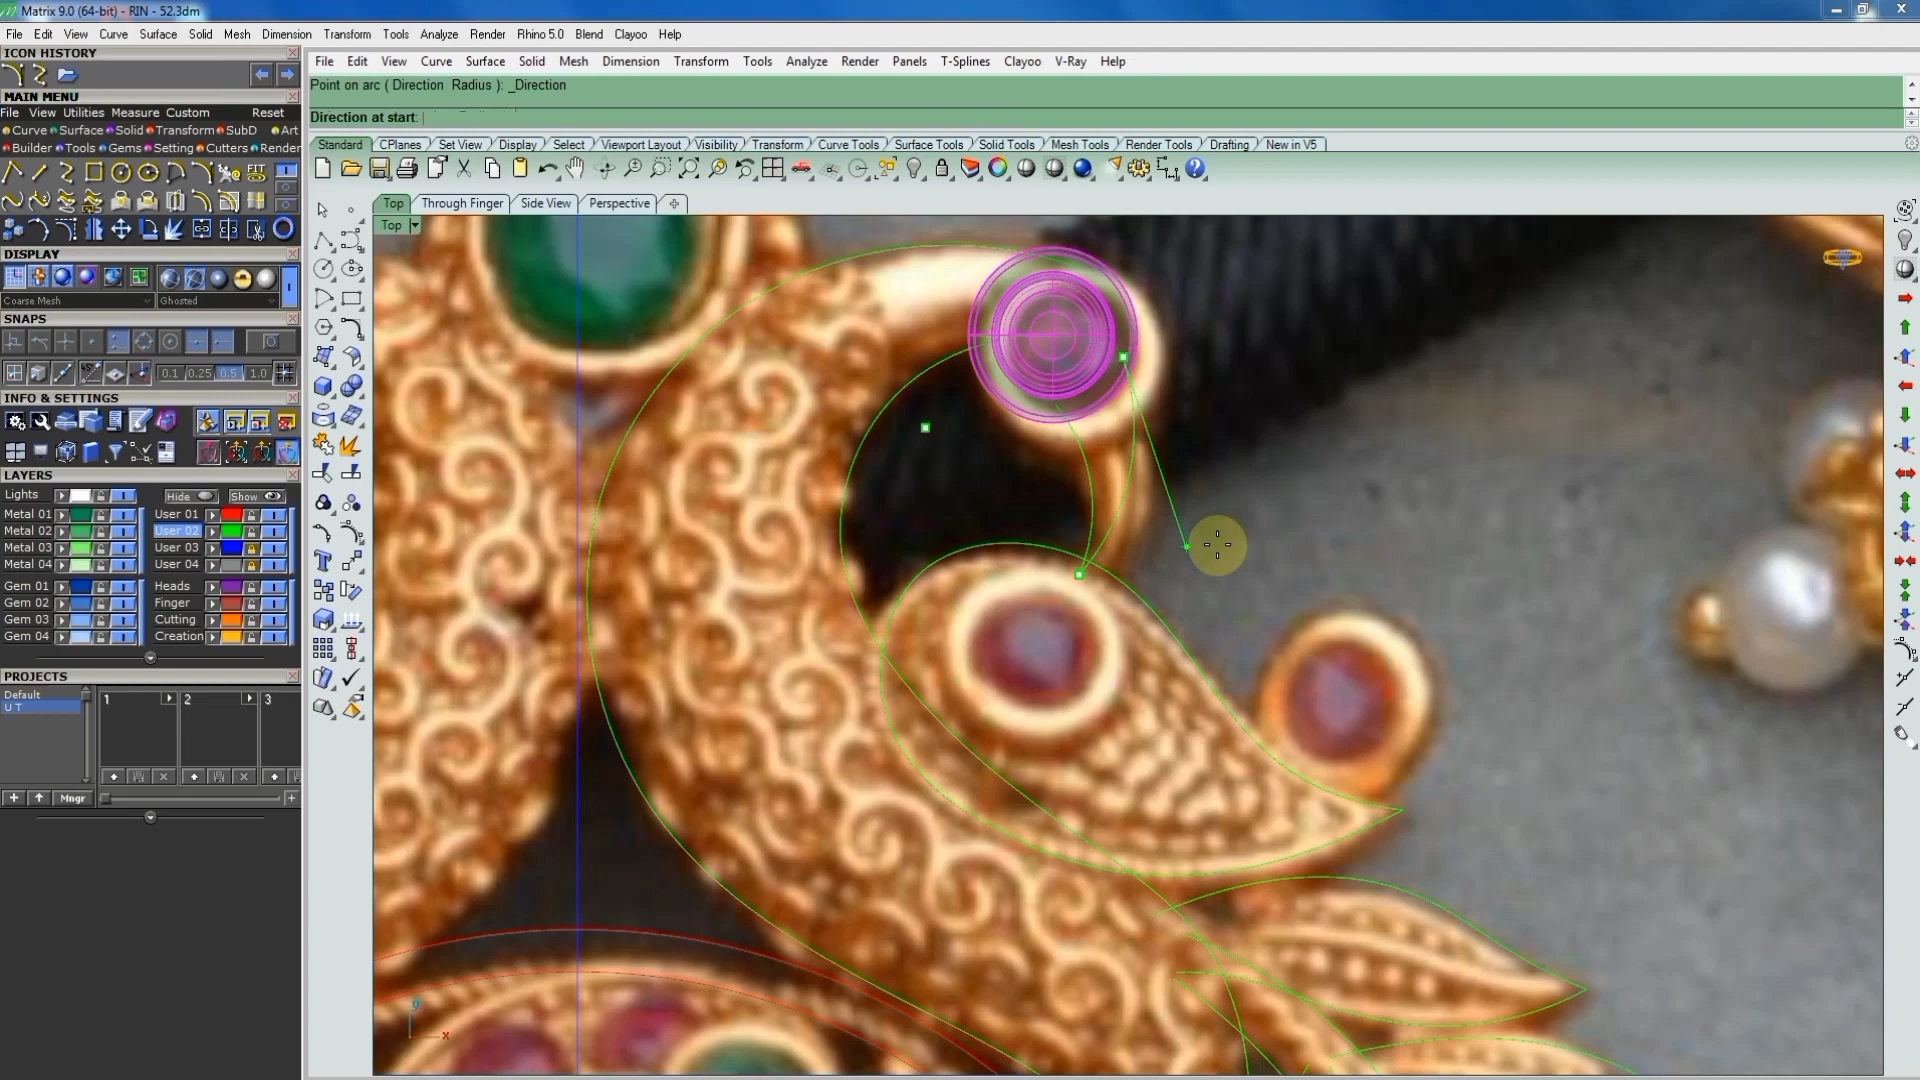 Matrix 9.0 (64-bit) - RIN - 52.3dm
File Edit View Curve Surface Solid Mesh Dimension Transform Tools Analyze Render Rhino 5.0 Blend Clayoo Help
ICON HISTORY
MAIN MENU
File View Utilities Measure Custom Reset
Curve Surface Solid Transform SubD Art
Builder Tools Gems Setting Cutters Render
FIT
DISPLAY
Coarse Mesh Ghosted
SNAPS
0.1 0.25 0.5 1.0
INFO & SETTINGS
LAYERS
Lights Hide Show
Metal 01 User 01
Metal 02 User 02
Metal 03 User 03
Metal 04 User 04
Gem 01 Heads
Gem 02 Finger
Gem 03 Cutting
Gem 04 Creation
PROJECTS
Default
U T
1 2 3
Mngr
File Edit View Curve Surface Solid Mesh Dimension Transform Tools Analyze Render Panels T-Splines Clayoo V-Ray Help
Point on arc ( Direction Radius ): _Direction
Direction at start:
Standard CPlanes Set View Display Select Viewport Layout Visibility Transform Curve Tools Surface Tools Solid Tools Mesh Tools Render Tools Drafting New in V5
Top Through Finger Side View Perspective
Top
x